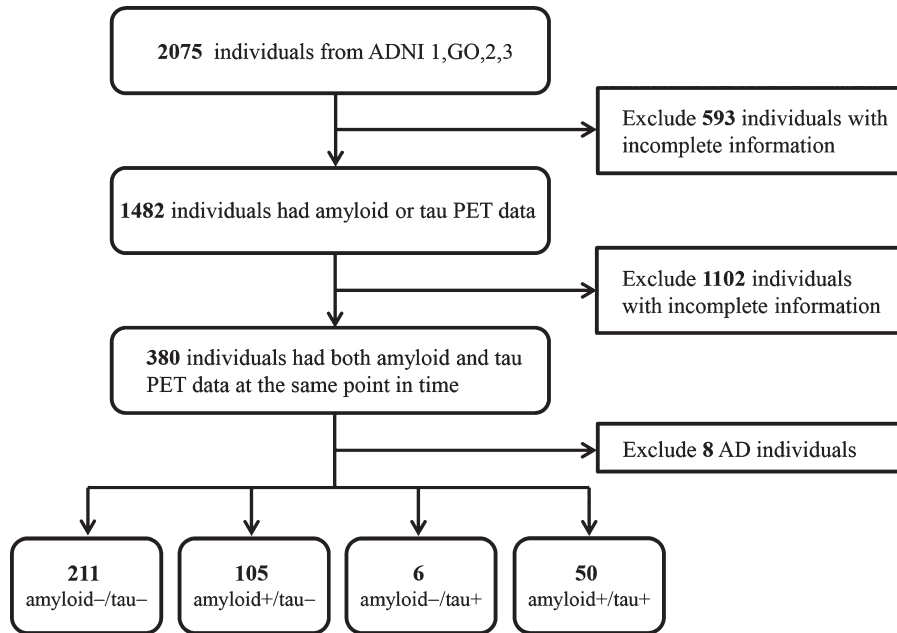 2075 individuals from ADNI 1,GO,2,3
Exclude 593 individuals with
incomplete information
1482 individuals had amyloid or tau PET data
Exclude 1102 individuals
with incomplete information
380 individuals had both amyloid and tau
PET data at the same point in time
Exclude 8 AD individuals
211
amyloid−/tau−
105
amyloid+/tau−
6
amyloid−/tau+
50
amyloid+/tau+